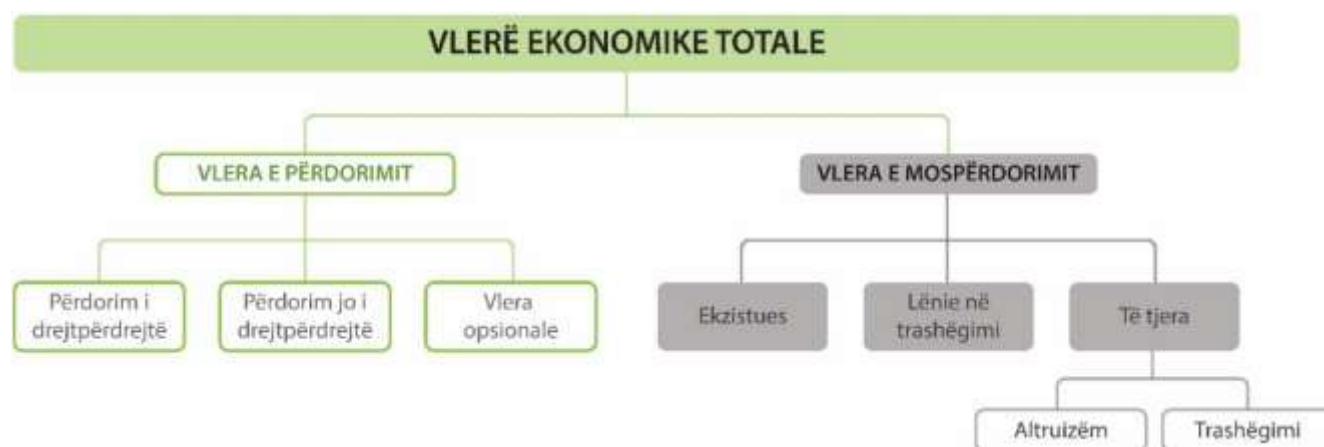 VLERË EKONOMIKE TOTALE
VLERA E PËRDORIMIT
VLERA E MOSPËRDORIMIT
Përdorim i
drejtpërdrejtë
Përdorim jo i
drejtpërdrejtë
Vlera
opsionale
Ekzistues
Lënie në
trashëgimi
Të tjera
Altruizëm
Trashëgimi